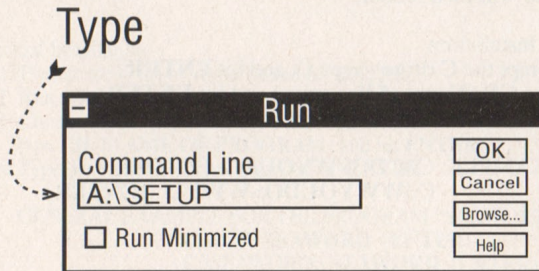 Type
Run
Command Line
A:\ SETUP
Run Minimized
OK
Cancel
Browse...
Help